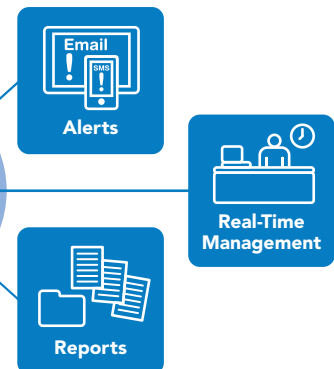 Email
SMS
Alerts
Real-Time
Management
Reports